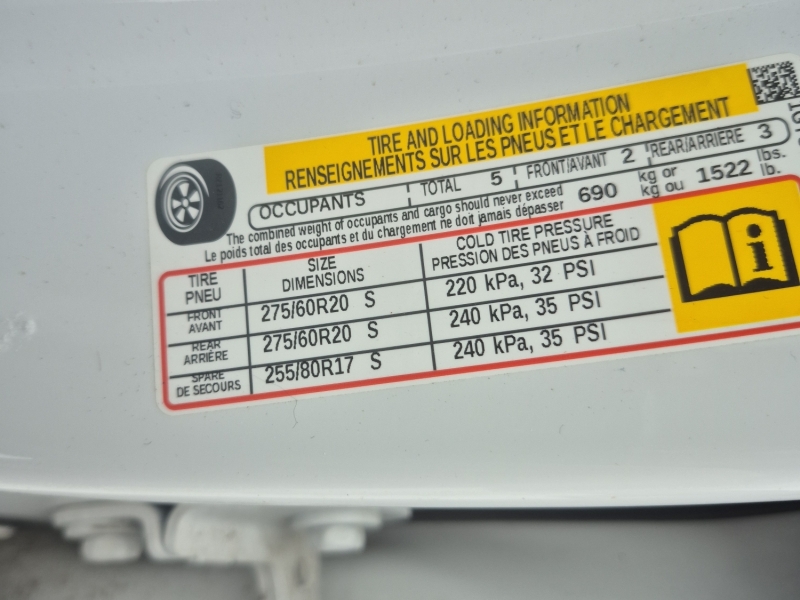 TIRE AND LOADING INFORMATION
RENSEIGNEMENTS SUR LES PNEUS ET LE CHARGEMENT
OCCUPANTS TOTAL 5 FRONT/AVANT 2 REAR/ARRIÈRE 3
The combined weight of occupants and cargo should never exceed
Le poids total des occupants et du chargement ne doit jamais dépasser
690 kg or 1522 lbs.
kg ou lb.
TIRE SIZE COLD TIRE PRESSURE
PNEU DIMENSIONS PRESSION DES PNEUS À FROID
FRONT
AVANT 275/60R20 S 220 kPa, 32 PSI
REAR
ARRIÈRE 275/60R20 S 240 kPa, 35 PSI
SPARE
DE SECOURS 255/80R17 S 240 kPa, 35 PSI
i